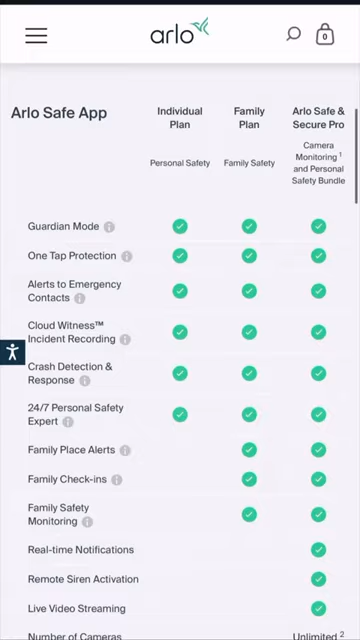 arlo
0
Arlo Safe App
Individual Plan
Family Plan
Arlo Safe & Secure Pro
Personal Safety
Family Safety
Camera Monitoring 1 and Personal Safety Bundle
Guardian Mode
One Tap Protection
Alerts to Emergency
Contacts
Cloud Witness™
Incident Recording
Crash Detection &
Response
24/7 Personal Safety
Expert
Family Place Alerts
Family Check-ins
Family Safety
Monitoring
Real-time Notifications
Remote Siren Activation
Live Video Streaming
Number of Cameras
Unlimited 2